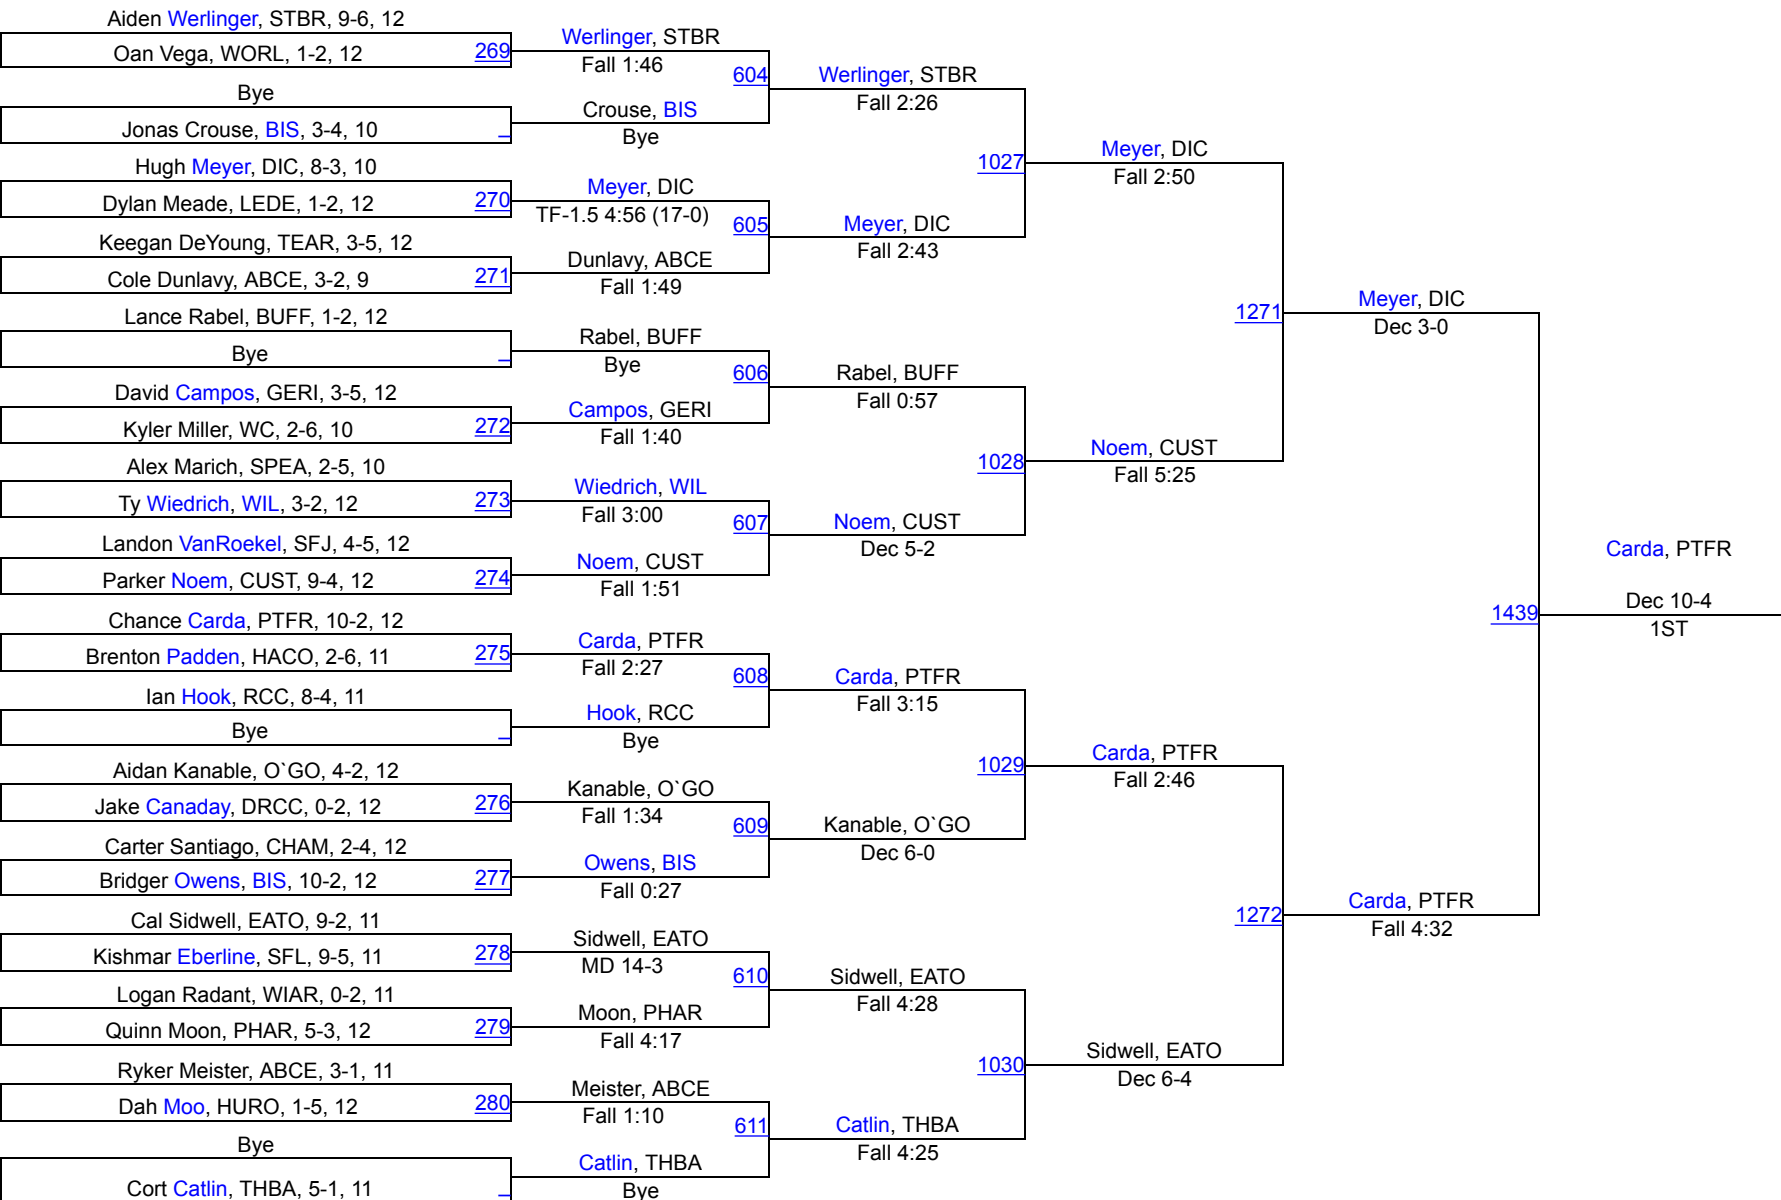 Aiden Werlinger, STBR, 9-6, 12
Oan Vega, WORL, 1-2, 12
269
Bye
Jonas Crouse, BIS, 3-4, 10
Hugh Meyer, DIC, 8-3, 10
Dylan Meade, LEDE, 1-2, 12
270
Keegan DeYoung, TEAR, 3-5, 12
Cole Dunlavy, ABCE, 3-2, 9
271
Lance Rabel, BUFF, 1-2, 12
Bye
David Campos, GERI, 3-5, 12
Kyler Miller, WC, 2-6, 10
272
Alex Marich, SPEA, 2-5, 10
Ty Wiedrich, WIL, 3-2, 12
273
Landon VanRoekel, SFJ, 4-5, 12
Parker Noem, CUST, 9-4, 12
274
Chance Carda, PTFR, 10-2, 12
Brenton Padden, HACO, 2-6, 11
275
Ian Hook, RCC, 8-4, 11
Bye
Aidan Kanable, O`GO, 4-2, 12
Jake Canaday, DRCC, 0-2, 12
276
Carter Santiago, CHAM, 2-4, 12
Bridger Owens, BIS, 10-2, 12
277
Cal Sidwell, EATO, 9-2, 11
Kishmar Eberline, SFL, 9-5, 11
278
Logan Radant, WIAR, 0-2, 11
Quinn Moon, PHAR, 5-3, 12
279
Ryker Meister, ABCE, 3-1, 11
Dah Moo, HURO, 1-5, 12
280
Bye
Cort Catlin, THBA, 5-1, 11
Werlinger, STBR
Fall 1:46
604
Crouse, BIS
Bye
Meyer, DIC
TF-1.5 4:56 (17-0)
605
Dunlavy, ABCE
Fall 1:49
Rabel, BUFF
Bye
606
Campos, GERI
Fall 1:40
Wiedrich, WIL
Fall 3:00
607
Noem, CUST
Fall 1:51
Carda, PTFR
Fall 2:27
608
Hook, RCC
Bye
Kanable, O`GO
Fall 1:34
609
Owens, BIS
Fall 0:27
Sidwell, EATO
MD 14-3
610
Moon, PHAR
Fall 4:17
Meister, ABCE
Fall 1:10
611
Catlin, THBA
Bye
Werlinger, STBR
Fall 2:26
1027
Meyer, DIC
Fall 2:43
Rabel, BUFF
Fall 0:57
1028
Noem, CUST
Dec 5-2
Carda, PTFR
Fall 3:15
1029
Kanable, O`GO
Dec 6-0
Sidwell, EATO
Fall 4:28
1030
Catlin, THBA
Fall 4:25
Meyer, DIC
Fall 2:50
1271
Noem, CUST
Fall 5:25
Carda, PTFR
Fall 2:46
1272
Sidwell, EATO
Dec 6-4
Meyer, DIC
Dec 3-0
1439
Carda, PTFR
Fall 4:32
Carda, PTFR
Dec 10-4
1ST